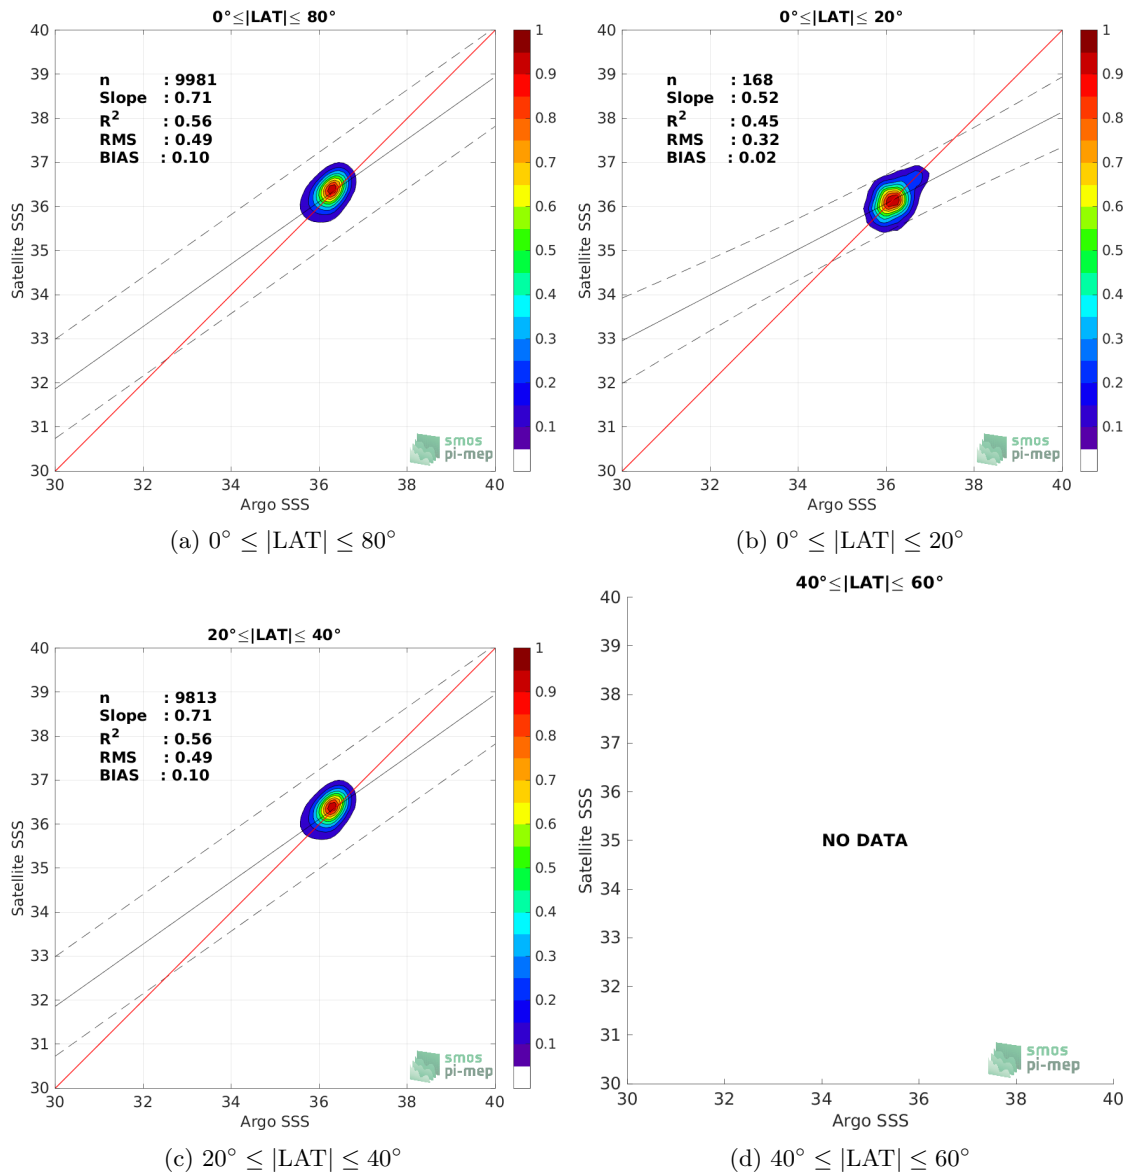 0°≤|LAT|≤ 80°
40
39
38
37
36
35
34
33
32
31
30
Satellite SSS
n : 9981
Slope : 0.71
R² : 0.56
RMS : 0.49
BIAS : 0.10
smos
pi-mep
30 32 34 36 38 40
Argo SSS
1
0.9
0.8
0.7
0.6
0.5
0.4
0.3
0.2
0.1
(a) 0° ≤ |LAT| ≤ 80°
0°≤|LAT|≤ 20°
40
39
38
37
36
35
34
33
32
31
30
Satellite SSS
n : 168
Slope : 0.52
R² : 0.45
RMS : 0.32
BIAS : 0.02
smos
pi-mep
30 32 34 36 38 40
Argo SSS
1
0.9
0.8
0.7
0.6
0.5
0.4
0.3
0.2
0.1
(b) 0° ≤ |LAT| ≤ 20°
20°≤|LAT|≤ 40°
40
39
38
37
36
35
34
33
32
31
30
Satellite SSS
n : 9813
Slope : 0.71
R² : 0.56
RMS : 0.49
BIAS : 0.10
smos
pi-mep
30 32 34 36 38 40
Argo SSS
1
0.9
0.8
0.7
0.6
0.5
0.4
0.3
0.2
0.1
(c) 20° ≤ |LAT| ≤ 40°
40°≤|LAT|≤ 60°
40
39
38
37
36
35
34
33
32
31
30
Satellite SSS
NO DATA
smos
pi-mep
30 32 34 36 38 40
Argo SSS
(d) 40° ≤ |LAT| ≤ 60°